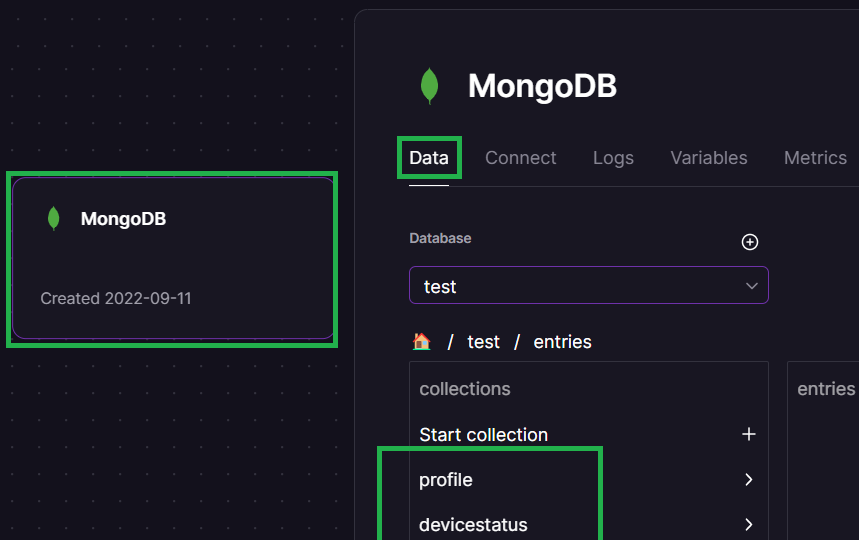 MongoDB
Created 2022-09-11
MongoDB
Data Connect Logs Variables Metrics
Database
test
/ test / entries
collections
Start collection
profile
devicestatus
entries